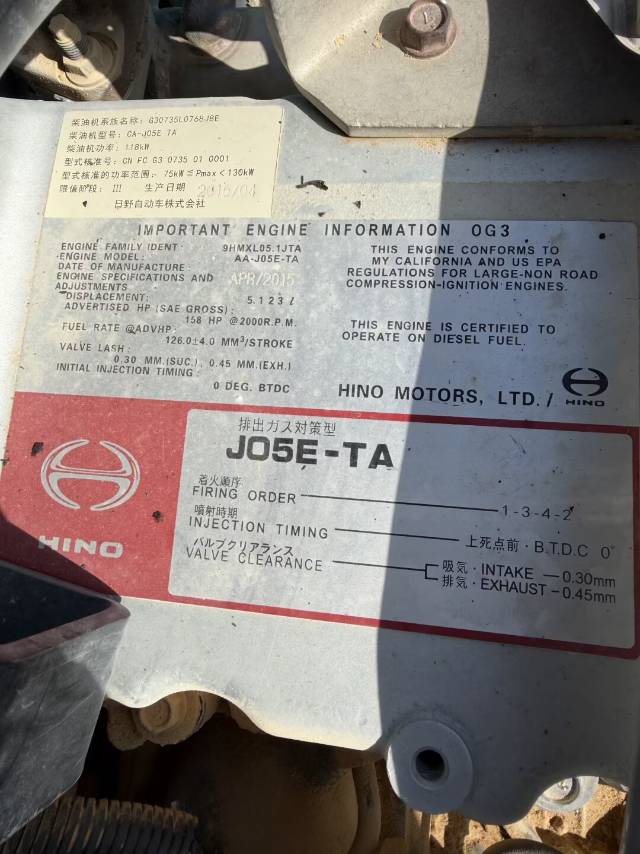 柴油机系族名称: G30735L0768J8E
柴油机型号: CA-J05E TA
柴油机功率: 118kW
型式核准号: CN FC G3 0735 01 0001
型式核准的功率范围: 75kW ≤ Pmax < 130kW
限值阶段: III 生产日期 2015/04
日野自动车株式会社
IMPORTANT ENGINE INFORMATION 0G3
ENGINE FAMILY IDENT: 9HMXL05.1JTA
ENGINE MODEL: AA-J05E-TA
DATE OF MANUFACTURE: APR/2015
ENGINE SPECIFICATIONS AND
ADJUSTMENTS
DISPLACEMENT: 5.123ℓ
ADVERTISED HP (SAE GROSS):
158 HP @2000R.P.M.
FUEL RATE @ADVHP:
126.0±4.0 MM³/STROKE
VALVE LASH:
0.30 MM.(SUC.), 0.45 MM.(EXH.)
INITIAL INJECTION TIMING:
0 DEG. BTDC
THIS ENGINE CONFORMS TO
MY CALIFORNIA AND US EPA
REGULATIONS FOR LARGE-NON ROAD
COMPRESSION-IGNITION ENGINES.
THIS ENGINE IS CERTIFIED TO
OPERATE ON DIESEL FUEL.
HINO MOTORS, LTD./
HINO
HINO
排出ガス対策型
J05E-TA
着火順序
FIRING ORDER 1-3-4-2
噴射時期
INJECTION TIMING 上死点前・B.T.D.C 0°
バルブクリアランス
VALVE CLEARANCE
吸気・INTAKE - 0.30mm
排気・EXHAUST - 0.45mm